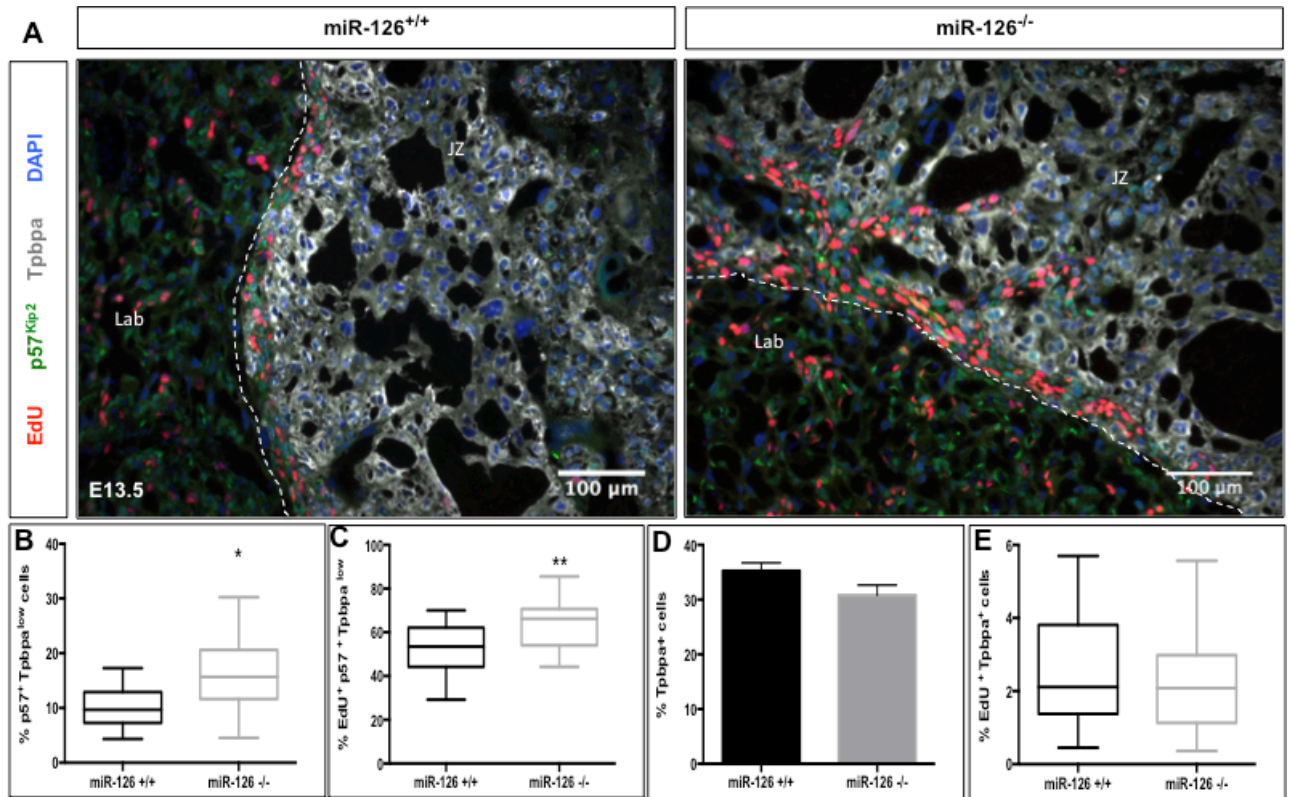 A
miR-126+/+
miR-126-/-
EdU p57Kip2 Tpbpa DAPI
JZ
Lab
E13.5
100 µm
JZ
Lab
100 µm
B
% p57+ Tpbpalow cells
40
30
20
10
0
*
miR-126 +/+
miR-126 -/-
C
% EdU+ p57+ Tpbpalow
100
80
60
40
20
0
**
miR-126 +/+
miR-126 -/-
D
% Tpbpa+ cells
40
30
20
10
0
miR-126 +/+
miR-126 -/-
E
% EdU+ Tpbpa+ cells
6
4
2
0
miR-126 +/+
miR-126 -/-